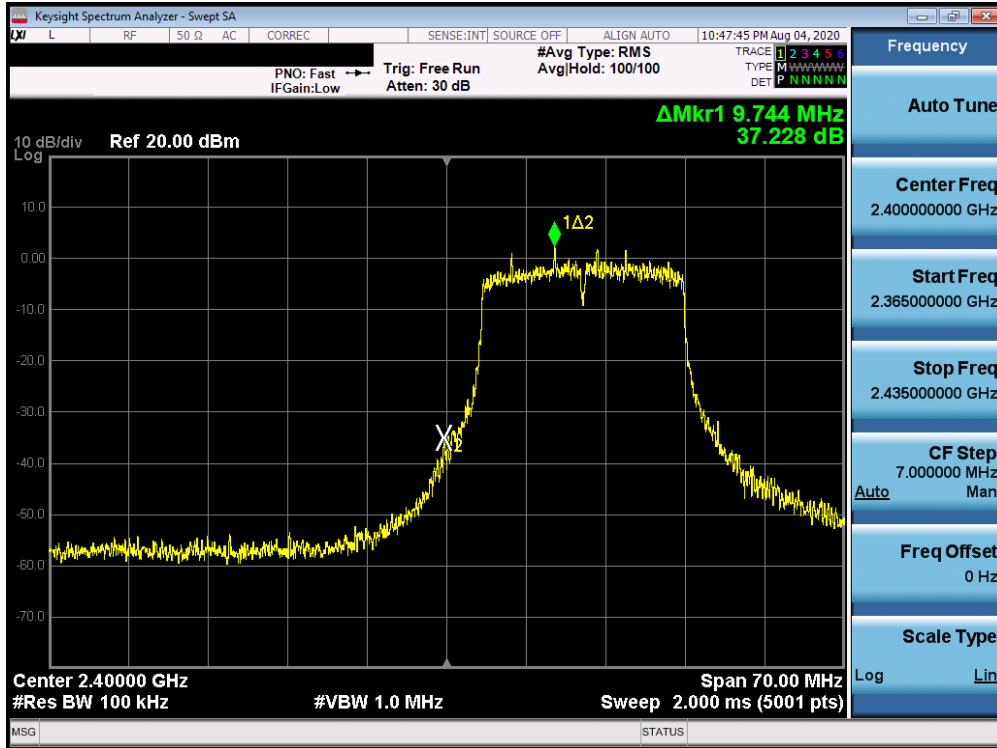 Keysight Spectrum Analyzer - Swept SA
LXI L RF 50 Ω AC CORREC SENSE:INT SOURCE OFF ALIGN AUTO 10:47:45 PM Aug 04, 2020
PNO: Fast
IFGain:Low
Trig: Free Run
Atten: 30 dB
#Avg Type: RMS
Avg|Hold: 100/100
TRACE 1 2 3 4 5 6
TYPE M WWWWW
DET P N N N N N
ΔMkr1 9.744 MHz
37.228 dB
10 dB/div Ref 20.00 dBm
Log
10.0
0.00
-10.0
-20.0
-30.0
-40.0
-50.0
-60.0
-70.0
1Δ2
X2
Center 2.40000 GHz Span 70.00 MHz
#Res BW 100 kHz #VBW 1.0 MHz Sweep 2.000 ms (5001 pts)
MSG STATUS
Frequency
Auto Tune
Center Freq
2.400000000 GHz
Start Freq
2.365000000 GHz
Stop Freq
2.435000000 GHz
CF Step
7.000000 MHz
Auto Man
Freq Offset
0 Hz
Scale Type
Log Lin